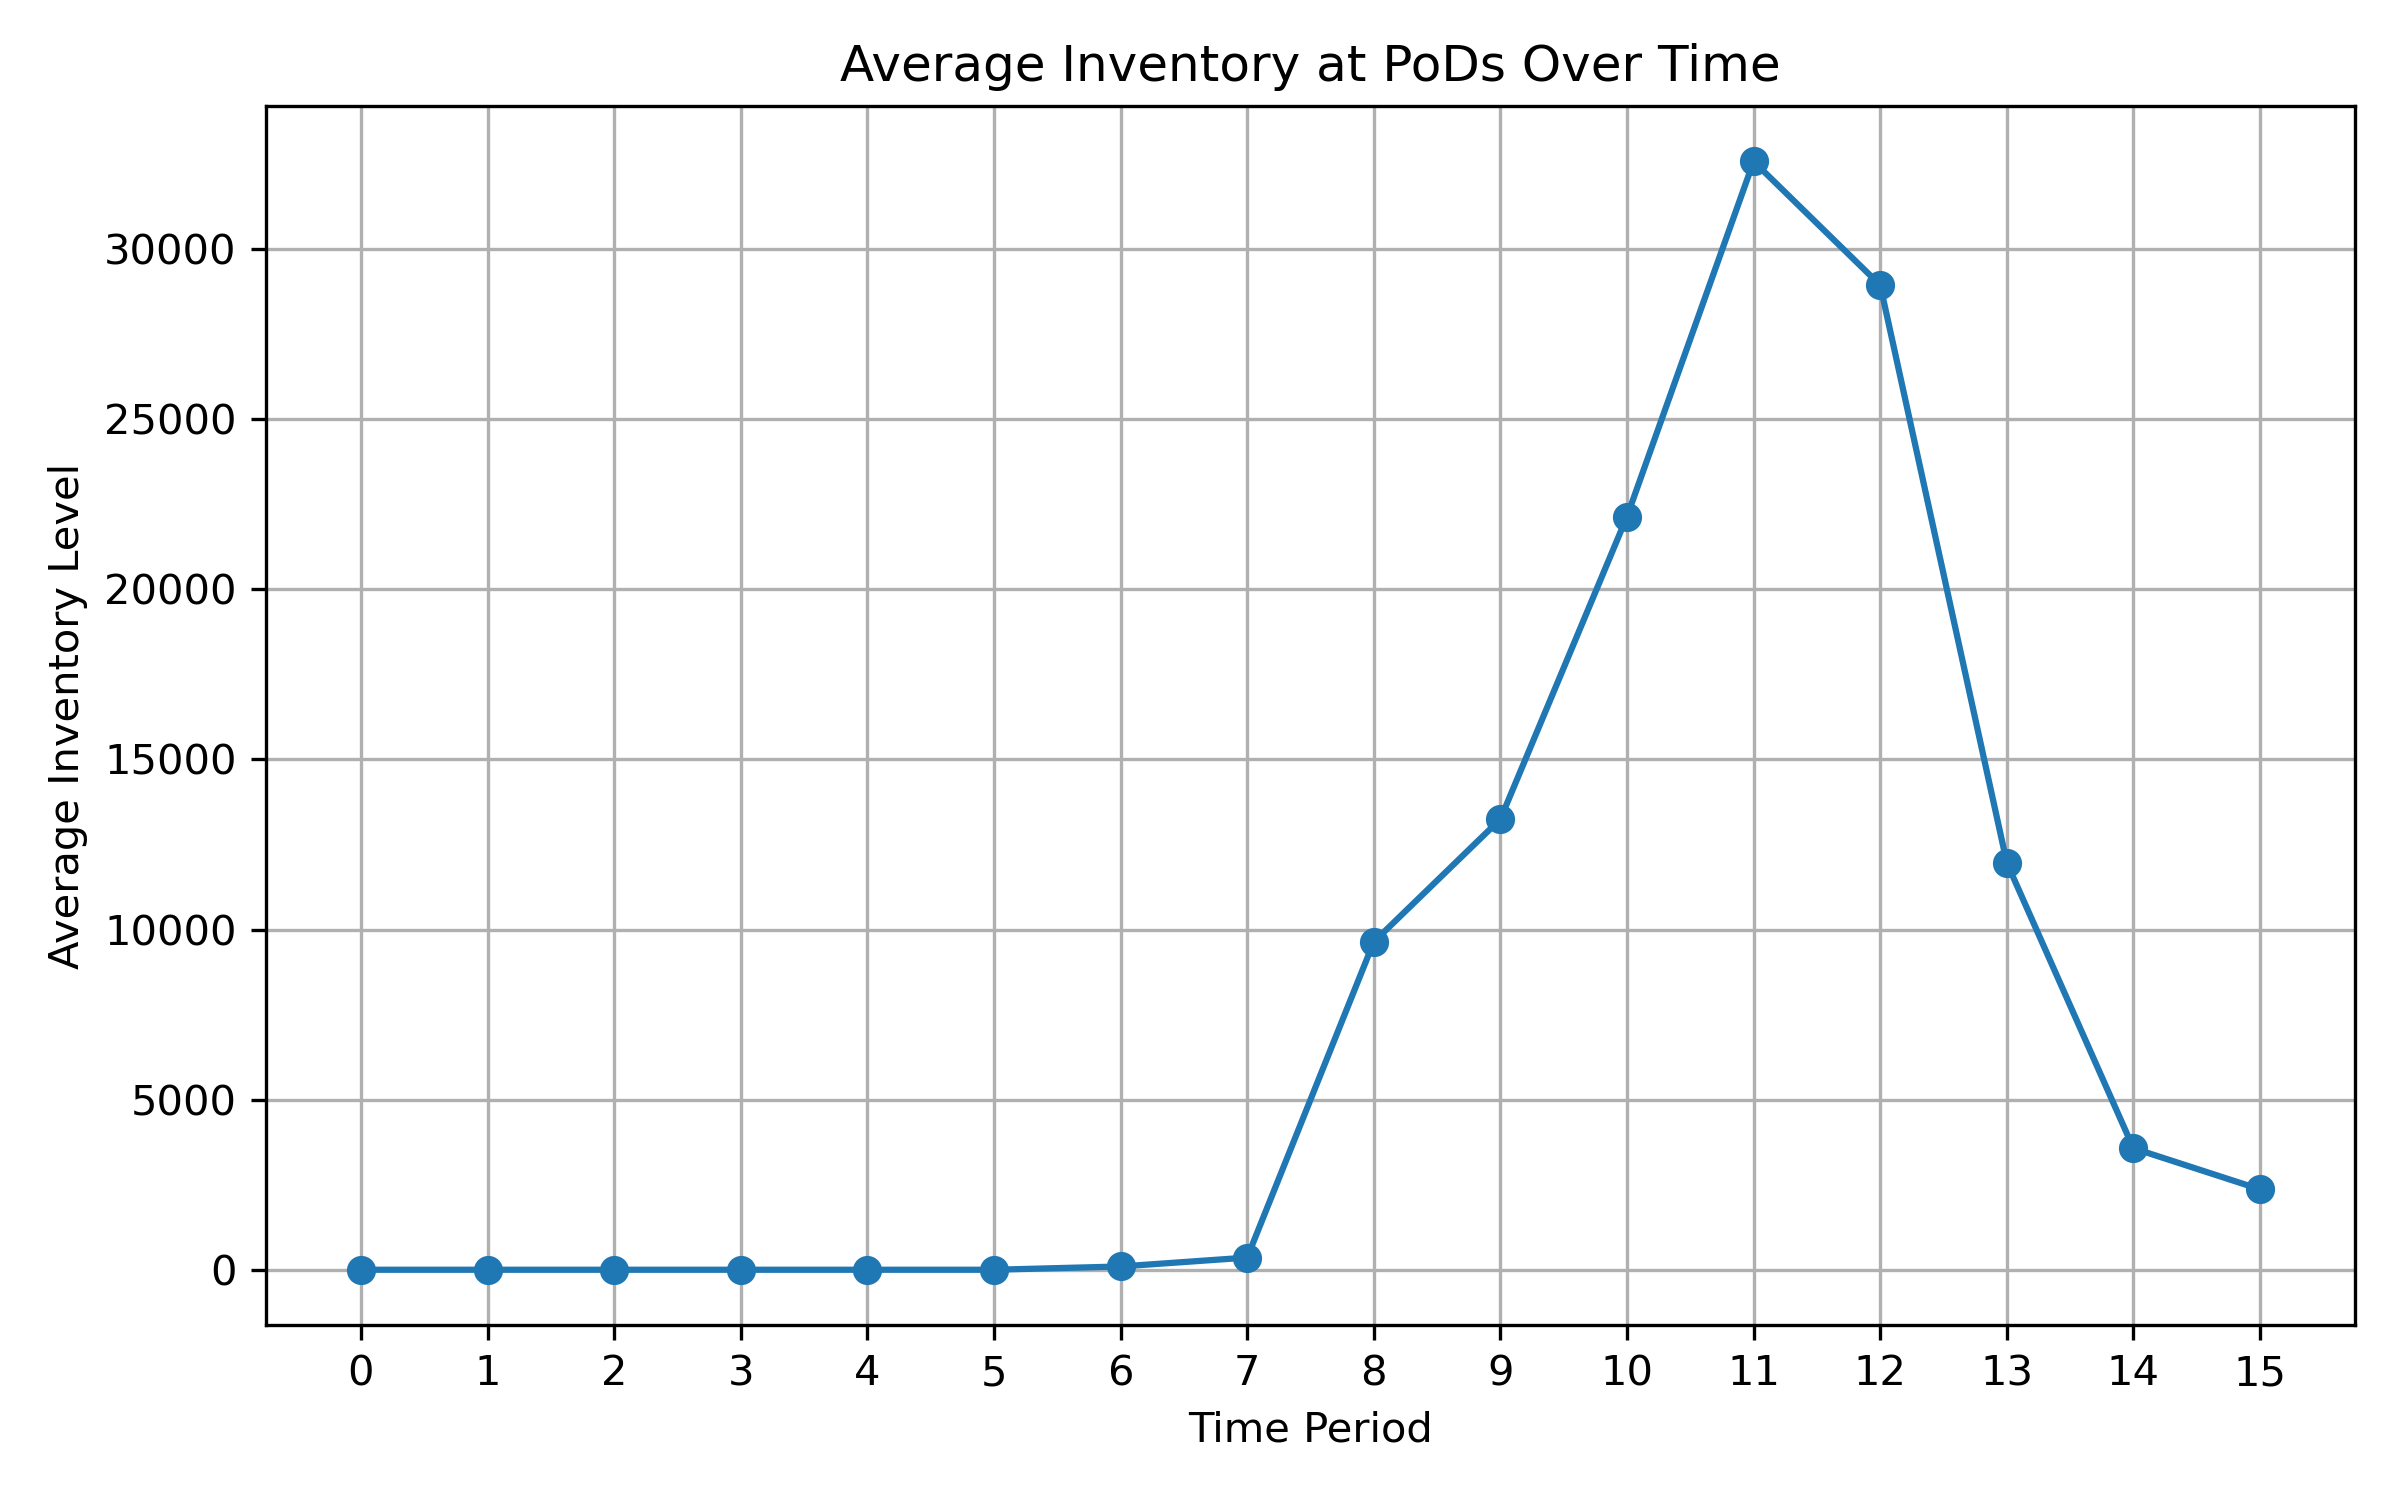 Average Inventory at PoDs Over Time
Average Inventory Level
30000
25000
20000
15000
10000
5000
0
0 1 2 3 4 5 6 7 8 9 10 11 12 13 14 15
Time Period